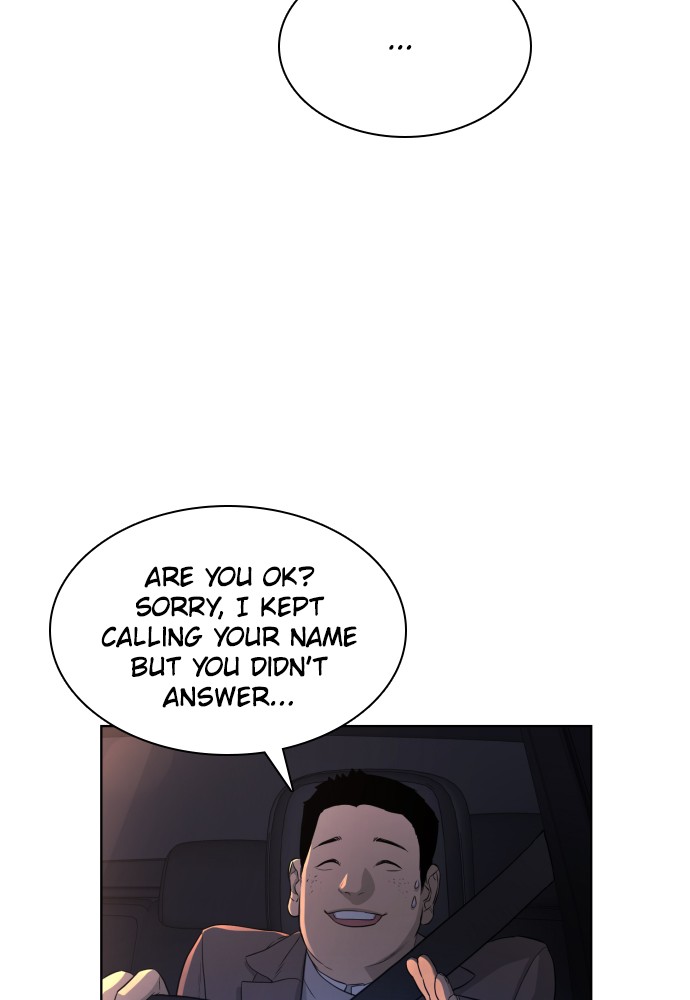 ...
ARE YOU OK?
SORRY, I KEPT
CALLING YOUR NAME
BUT YOU DIDN'T
ANSWER...